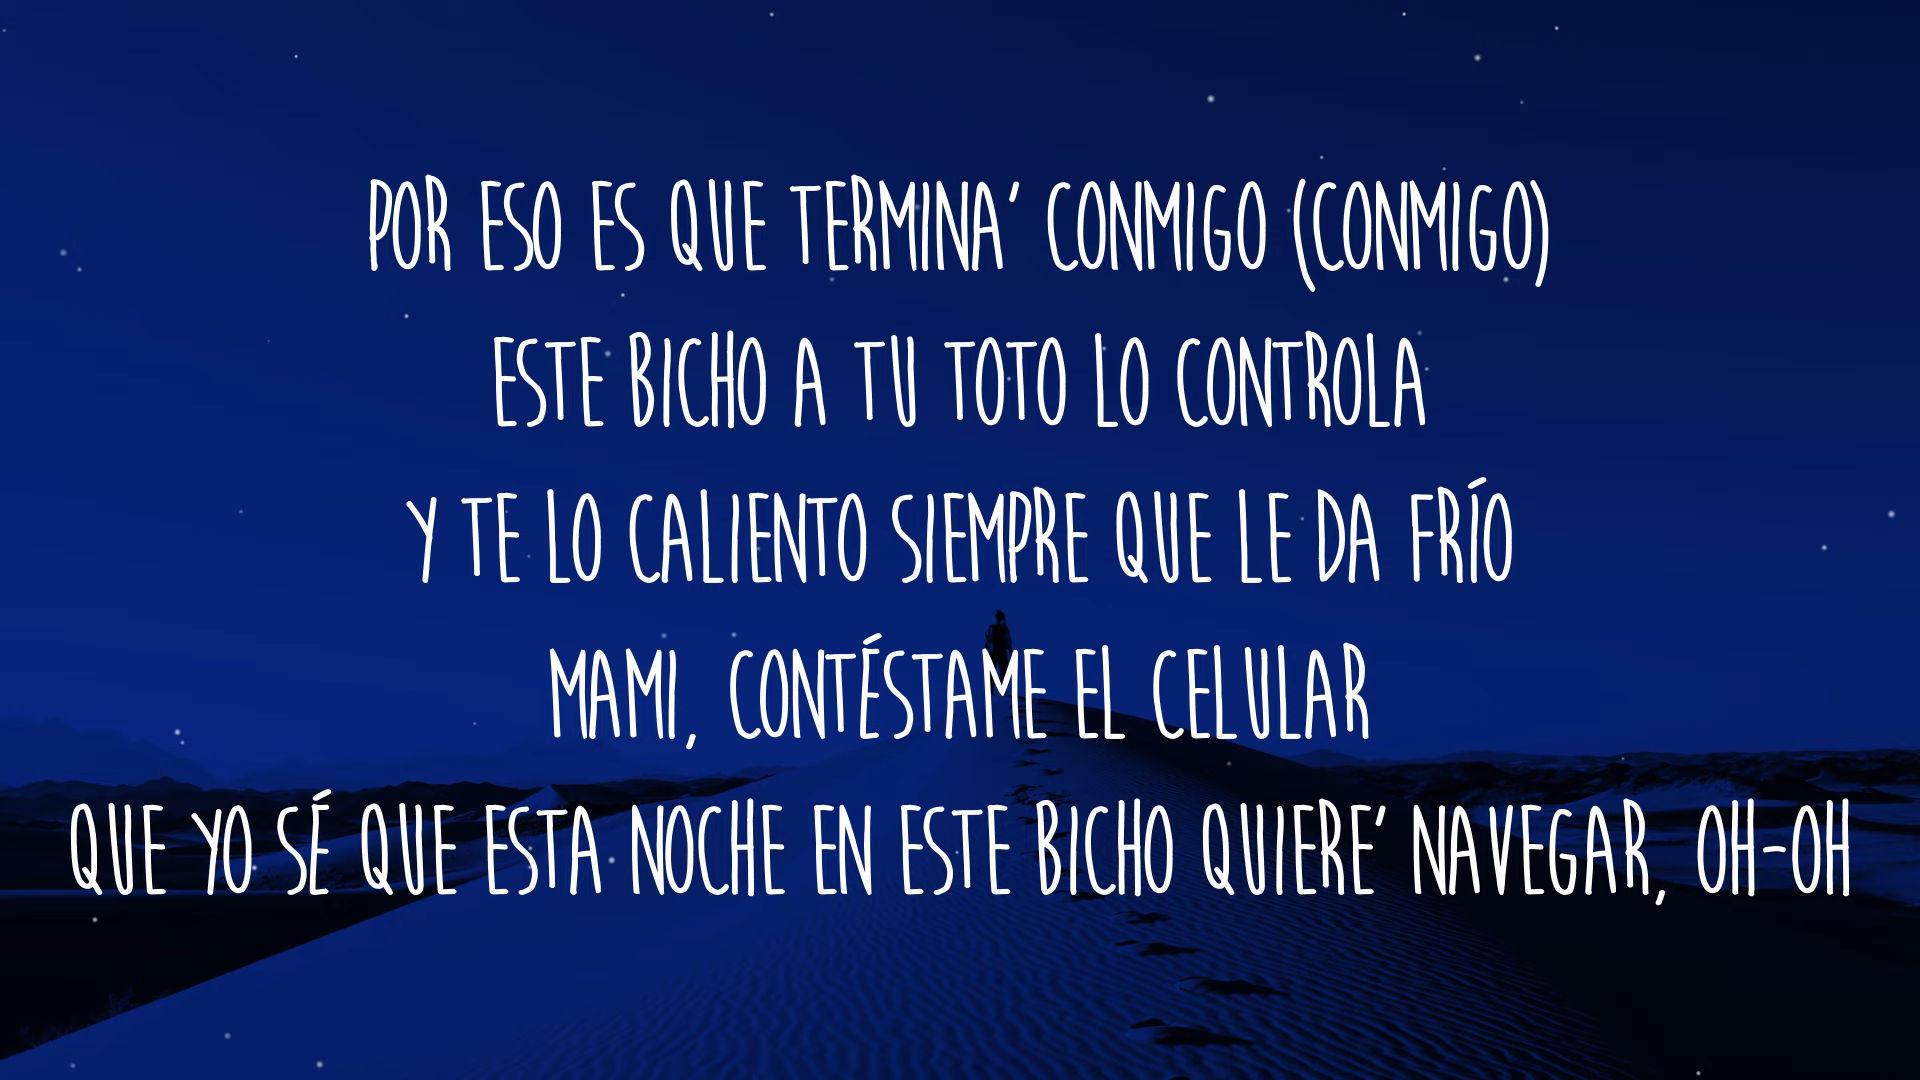 POR ESO ES QUE TERMINA' CONMIGO (CONMIGO)
ESTE BICHO A TU TOTO LO CONTROLA
Y TE LO CALIENTO SIEMPRE QUE LE DA FRÍO
MAMI, CONTÉSTAME EL CELULAR
QUE YO SÉ QUE ESTA NOCHE EN ESTE BICHO QUIERE' NAVEGAR, OH-OH